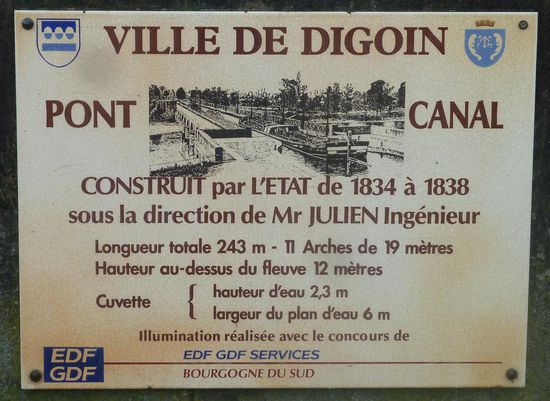 VILLE DE DIGOIN
PONT CANAL
CONSTRUIT par L'ETAT de 1834 à 1838
sous la direction de Mr JULIEN Ingénieur
Longueur totale 243 m - 11 Arches de 19 mètres
Hauteur au-dessus du fleuve 12 mètres
Cuvette { hauteur d'eau 2,3 m
largeur du plan d'eau 6 m
Illumination réalisée avec le concours de
EDF GDF SERVICES
BOURGOGNE DU SUD
EDF
GDF